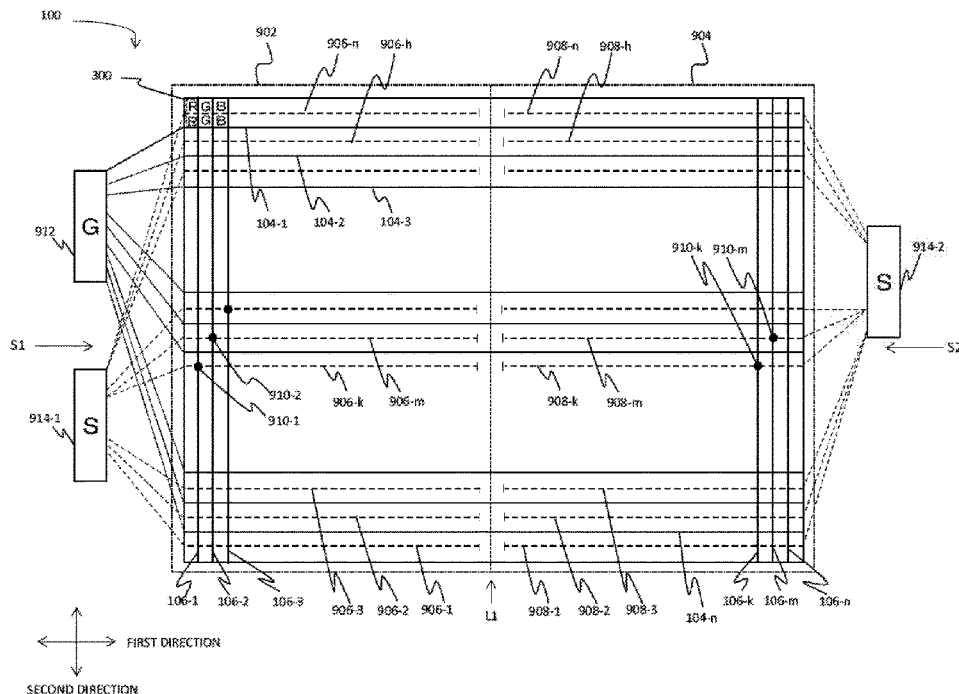 100
902
906-n
906-h
908-n
908-h
904
300
R G B
R G B
104-1
104-2
104-3
G
912
910-m
910-k
914-2
S
S1
S2
910-2
910-1
906-k
906-m
908-k
908-m
914-1
S
106-1
106-2
106-3
906-3
906-2
906-1
L1
908-1
908-2
908-3
104-n
106-k
106-m
106-n
FIRST DIRECTION
SECOND DIRECTION